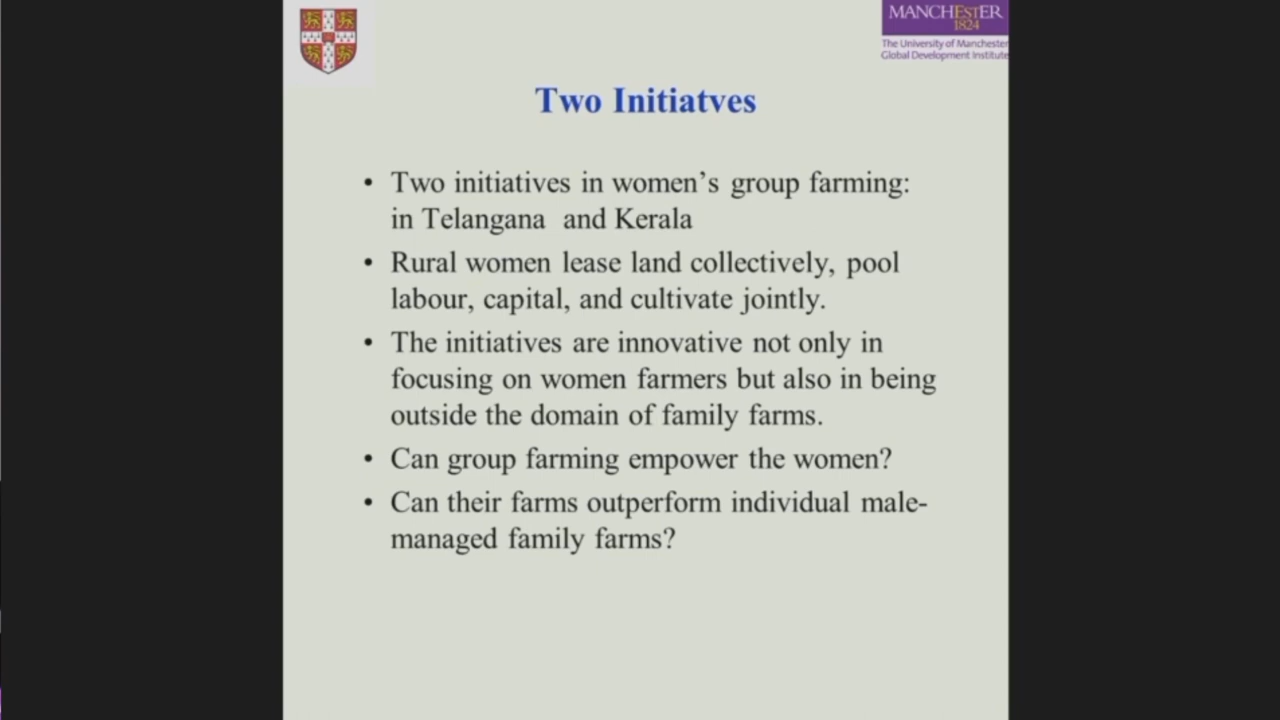 MANCHESTER
1824
The University of Manchester
Global Development Institute
Two Initiatves
• Two initiatives in women’s group farming:
in Telangana and Kerala
• Rural women lease land collectively, pool
labour, capital, and cultivate jointly.
• The initiatives are innovative not only in
focusing on women farmers but also in being
outside the domain of family farms.
• Can group farming empower the women?
• Can their farms outperform individual male-
managed family farms?